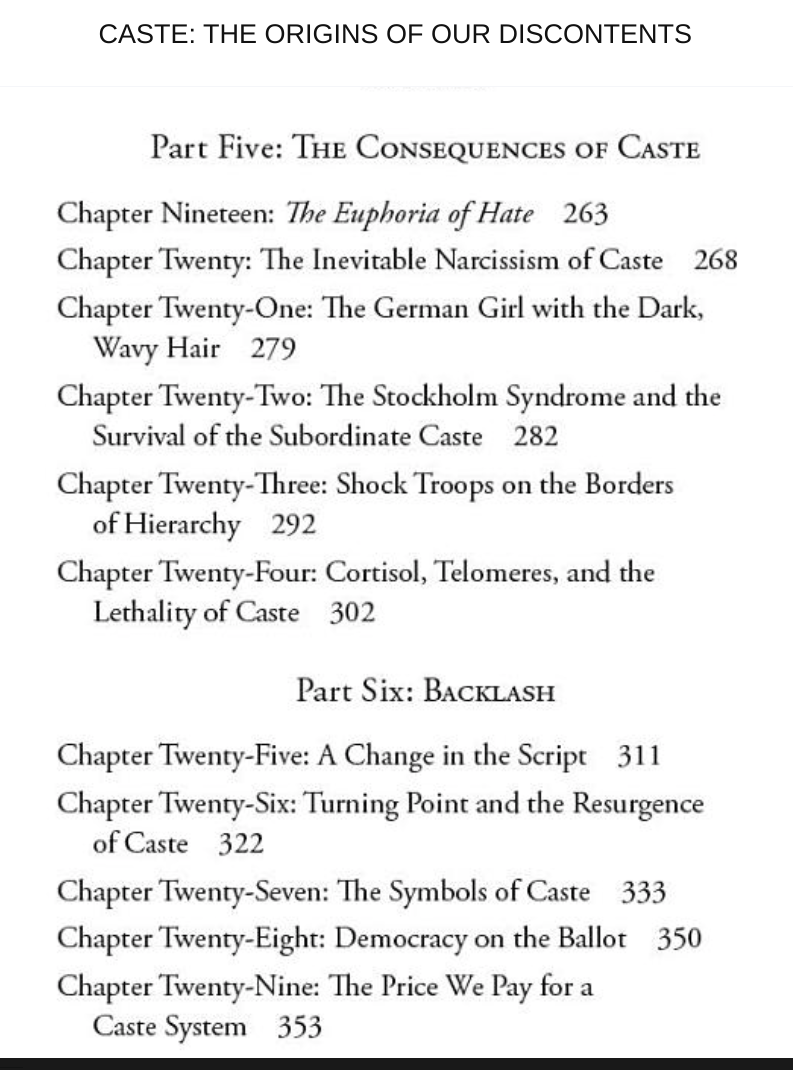 CASTE: THE ORIGINS OF OUR DISCONTENTS
Part Five: THE CONSEQUENCES OF CASTE
Chapter Nineteen: The Euphoria of Hate 263
Chapter Twenty: The Inevitable Narcissism of Caste 268
Chapter Twenty-One: The German Girl with the Dark,
Wavy Hair 279
Chapter Twenty-Two: The Stockholm Syndrome and the
Survival of the Subordinate Caste 282
Chapter Twenty-Three: Shock Troops on the Borders
of Hierarchy 292
Chapter Twenty-Four: Cortisol, Telomeres, and the
Lethality of Caste 302
Part Six: BACKLASH
Chapter Twenty-Five: A Change in the Script 311
Chapter Twenty-Six: Turning Point and the Resurgence
of Caste 322
Chapter Twenty-Seven: The Symbols of Caste 333
Chapter Twenty-Eight: Democracy on the Ballot 350
Chapter Twenty-Nine: The Price We Pay for a
Caste System 353